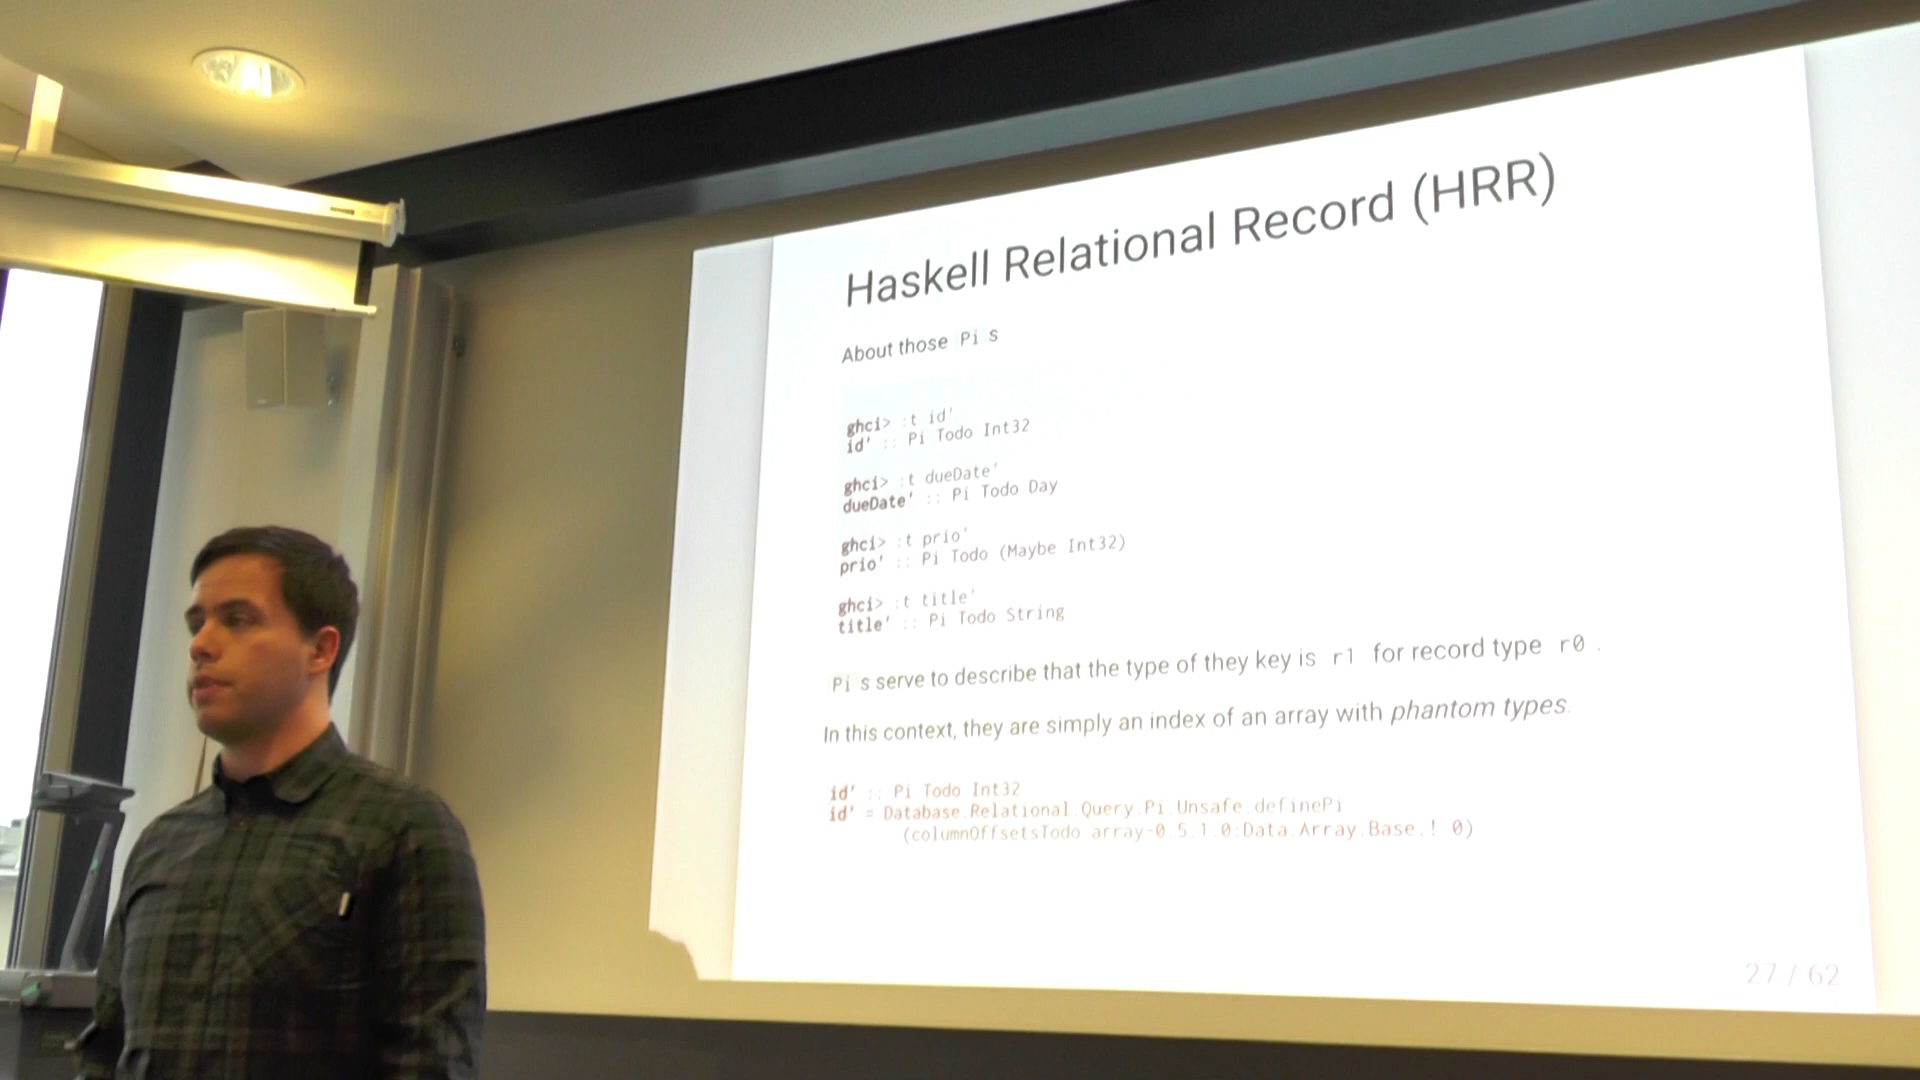 Haskell Relational Record (HRR)
About those Pi s
ghci> :t id'
id' :: Pi Todo Int32
ghci> :t dueDate'
dueDate' :: Pi Todo Day
ghci> :t prio'
prio' :: Pi Todo (Maybe Int32)
ghci> :t title'
title' :: Pi Todo String
Pi s serve to describe that the type of they key is r1 for record type r0 .
In this context, they are simply an index of an array with phantom types.
id' :: Pi Todo Int32
id' = Database.Relational.Query.Pi.Unsafe.definePi
(columnOffsetsTodo array-0.5.1.0:Data.Array.Base.! 0)
27 / 62